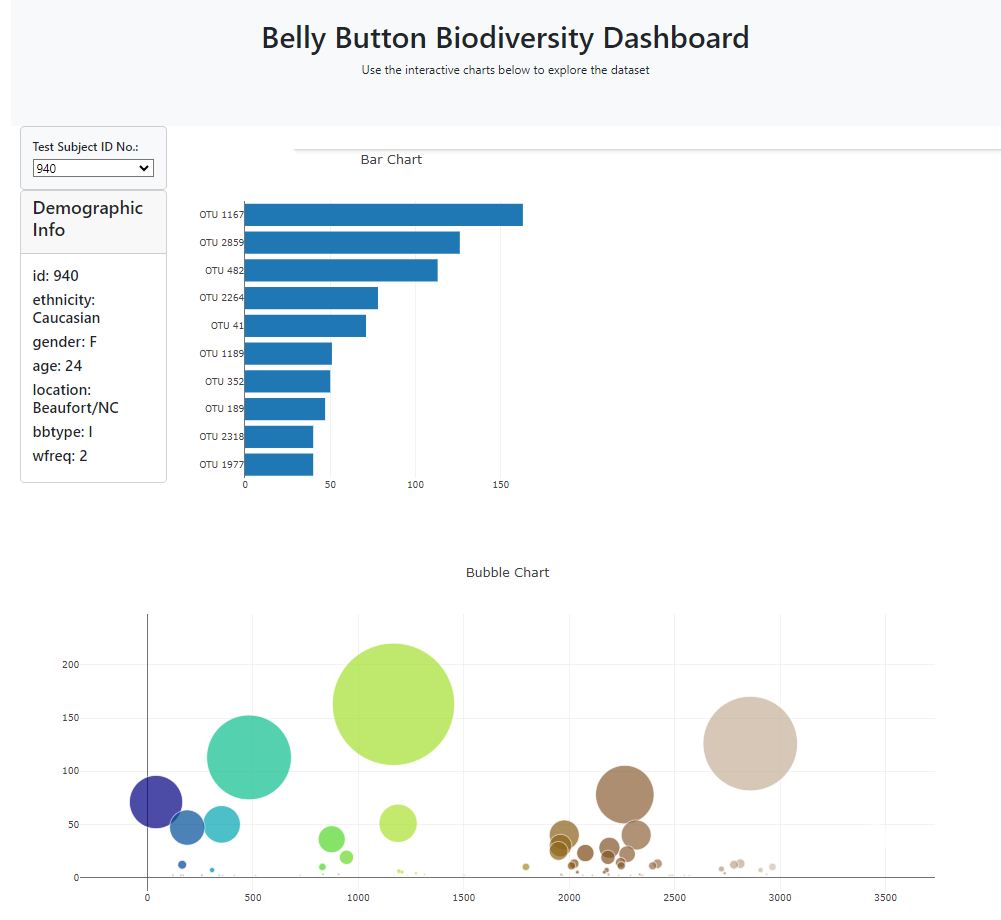 Belly Button Biodiversity Dashboard
Use the interactive charts below to explore the dataset
Test Subject ID No.:
940
Demographic
Info
id: 940
ethnicity:
Caucasian
gender: F
age: 24
location:
Beaufort/NC
bbtype: I
wfreq: 2
Bar Chart
OTU 1167
OTU 2859
OTU 482
OTU 2264
OTU 41
OTU 1189
OTU 352
OTU 189
OTU 2318
OTU 1977
0 50 100 150
Bubble Chart
200
150
100
50
0
0 500 1000 1500 2000 2500 3000 3500